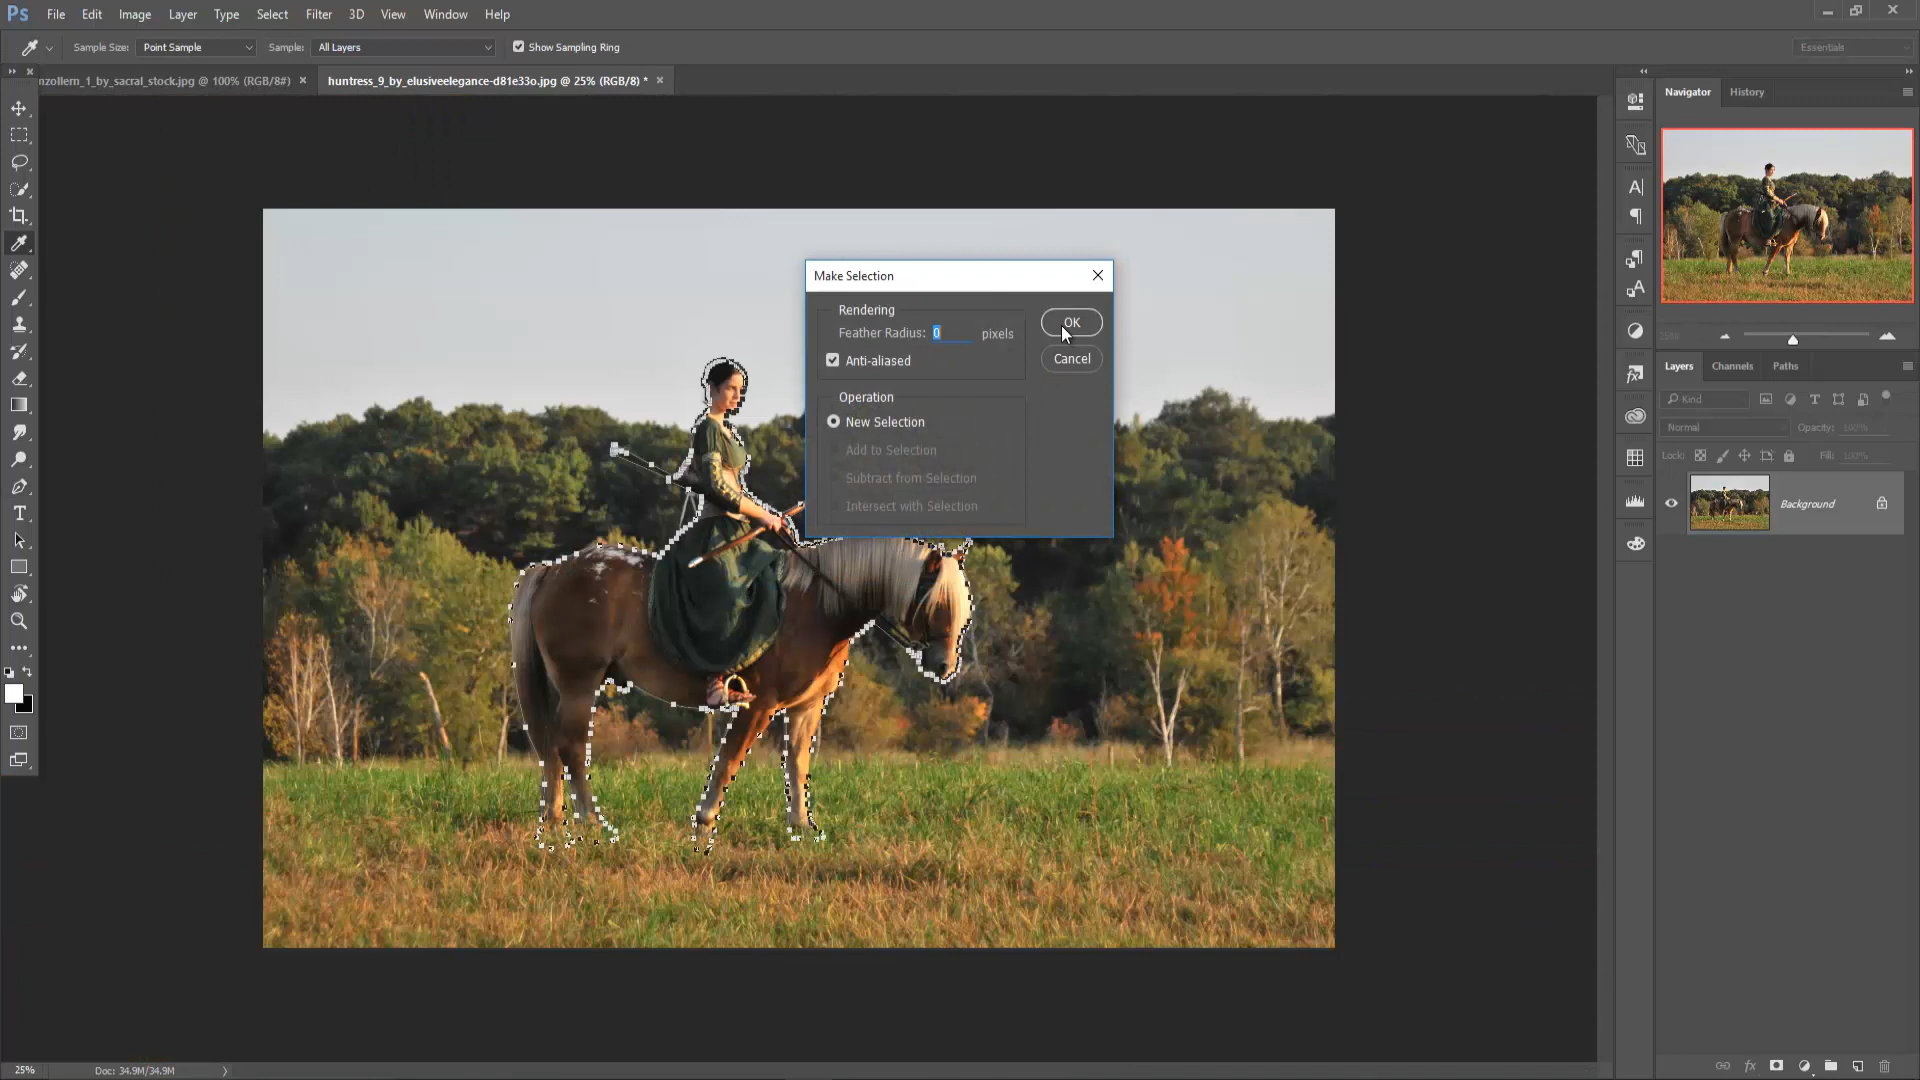 Ps File Edit Image Layer Type Select Filter 3D View Window Help
Sample Size: Point Sample Sample: All Layers Show Sampling Ring Essentials
nzollern_1_by_sacral_stock.jpg @ 100% (RGB/8#) × huntress_9_by_elusiveelegance-d81e33o.jpg @ 25% (RGB/8) * ×
Navigator History
Make Selection
Rendering
Feather Radius: 0 pixels
Anti-aliased
OK
Cancel
Operation
New Selection
Add to Selection
Subtract from Selection
Intersect with Selection
Layers Channels Paths
Kind
Normal Opacity: 100%
Lock: Fill: 100%
Background
25% Doc: 34.9M/34.9M